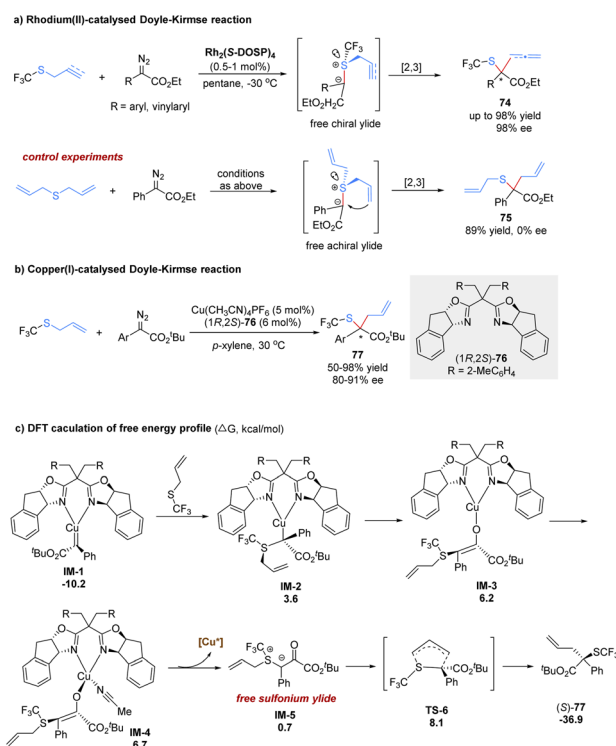 a) Rhodium(II)-catalysed Doyle-Kirmse reaction
F3C S
+
N2
R CO2Et
R = aryl, vinylaryl
Rh2(S-DOSP)4
(0.5-1 mol%)
pentane, -30 oC
CF3
S
⊕
⊖
R
EtO2HC
free chiral ylide
[2,3]
F3C S
R * OEt
O
74
up to 98% yield
98% ee
control experiments
S
+
N2
Ph CO2Et
conditions
as above
S
⊕
⊖
Ph
EtO2C
free achiral ylide
[2,3]
S
Ph OEt
O
75
89% yield, 0% ee
b) Copper(I)-catalysed Doyle-Kirmse reaction
F3C S
+
N2
Ar CO2tBu
Cu(CH3CN)4PF6 (5 mol%)
(1R,2S)-76 (6 mol%)
p-xylene, 30 oC
F3C S
Ar * CO2tBu
77
50-98% yield
80-91% ee
R R
O O
N N
(1R,2S)-76
R = 2-MeC6H4
c) DFT caculation of free energy profile (△G, kcal/mol)
R R
O O
N N
Cu
tBuO2C Ph
IM-1
-10.2
S
CF3
R R
O O
N N
Cu
F3C Ph
S CO2tBu
IM-2
3.6
R R
O O
N N
Cu
O
F3C
S OtBu
Ph
IM-3
6.2
R R
O O
N N
Cu
N
Me
O
F3C
S OtBu
Ph
IM-4
6.7
[Cu*]
F3C
S
⊕
⊖
O
CO2tBu
Ph
free sulfonium ylide
IM-5
0.7
S
F3C
CO2tBu
Ph
TS-6
8.1
SCF3
tBuO2C Ph
(S)-77
-36.9